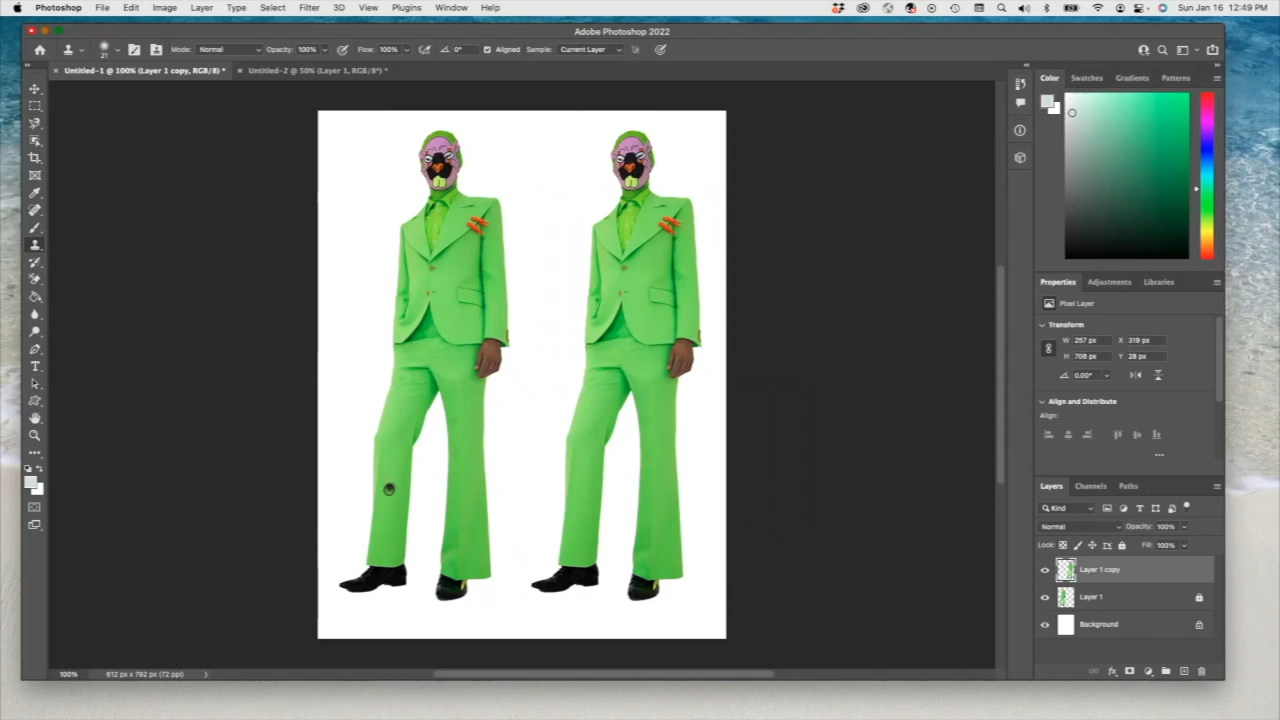 Photoshop File Edit Image Layer Type Select Filter 3D View Plugins Window Help Sun Jan 16 12:49 PM
Adobe Photoshop 2022
21 Mode: Normal Opacity: 100% Flow: 100% 0° Aligned Sample: Current Layer
Untitled-1 @ 100% (Layer 1 copy, RGB/8) * Untitled-2 @ 50% (Layer 1, RGB/8*) *
Color Swatches Gradients Patterns
Properties Adjustments Libraries
Pixel Layer
Transform
W 257 px X 319 px
H 708 px Y 28 px
0.00°
Align and Distribute
Align:
Layers Channels Paths
Kind
Normal Opacity: 100%
Lock: Fill: 100%
Layer 1 copy
Layer 1
Background
100% 612 px x 792 px (72 ppi)